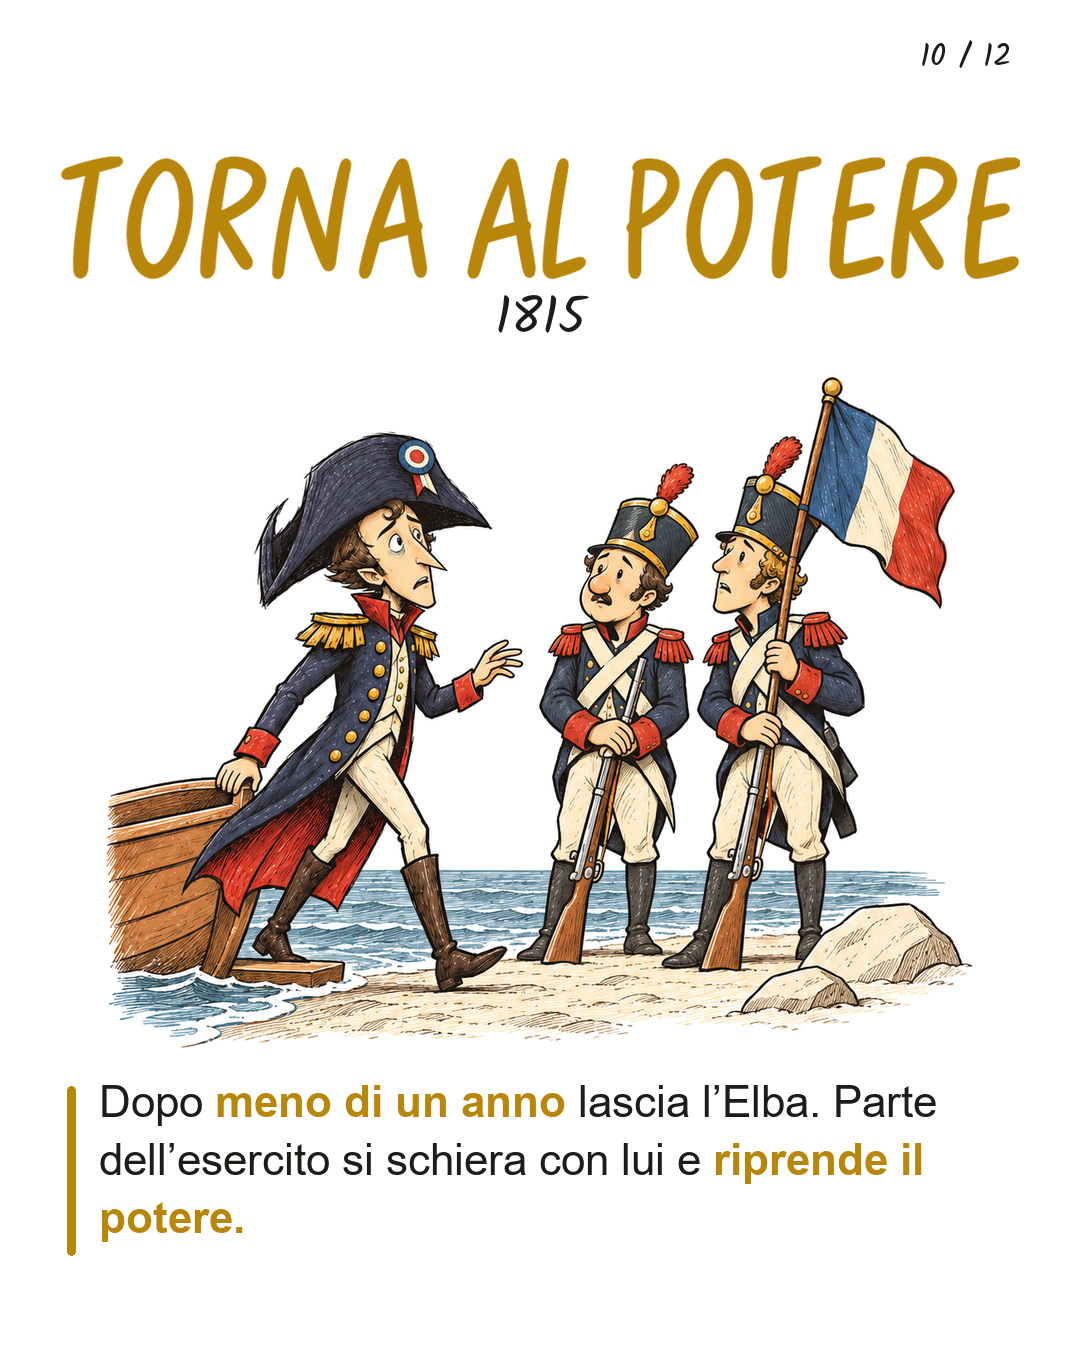 10 / 12
TORNA AL POTERE
1815
Dopo meno di un anno lascia l’Elba. Parte
dell’esercito si schiera con lui e riprende il
potere.